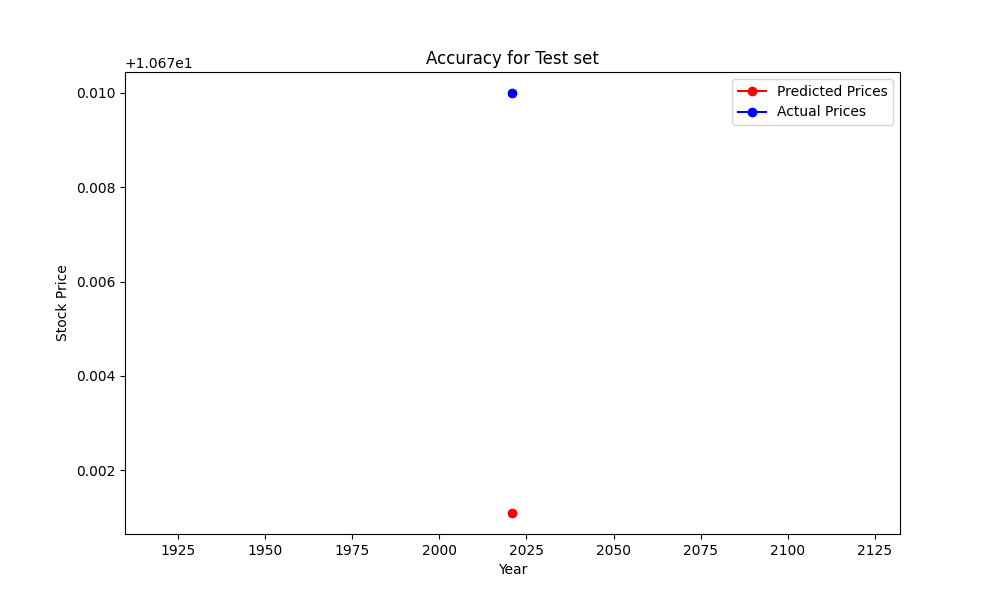 Accuracy for Test set
+1.067e1
0.010
0.008
0.006
0.004
0.002
Stock Price
Predicted Prices
Actual Prices
1925 1950 1975 2000 2025 2050 2075 2100 2125
Year